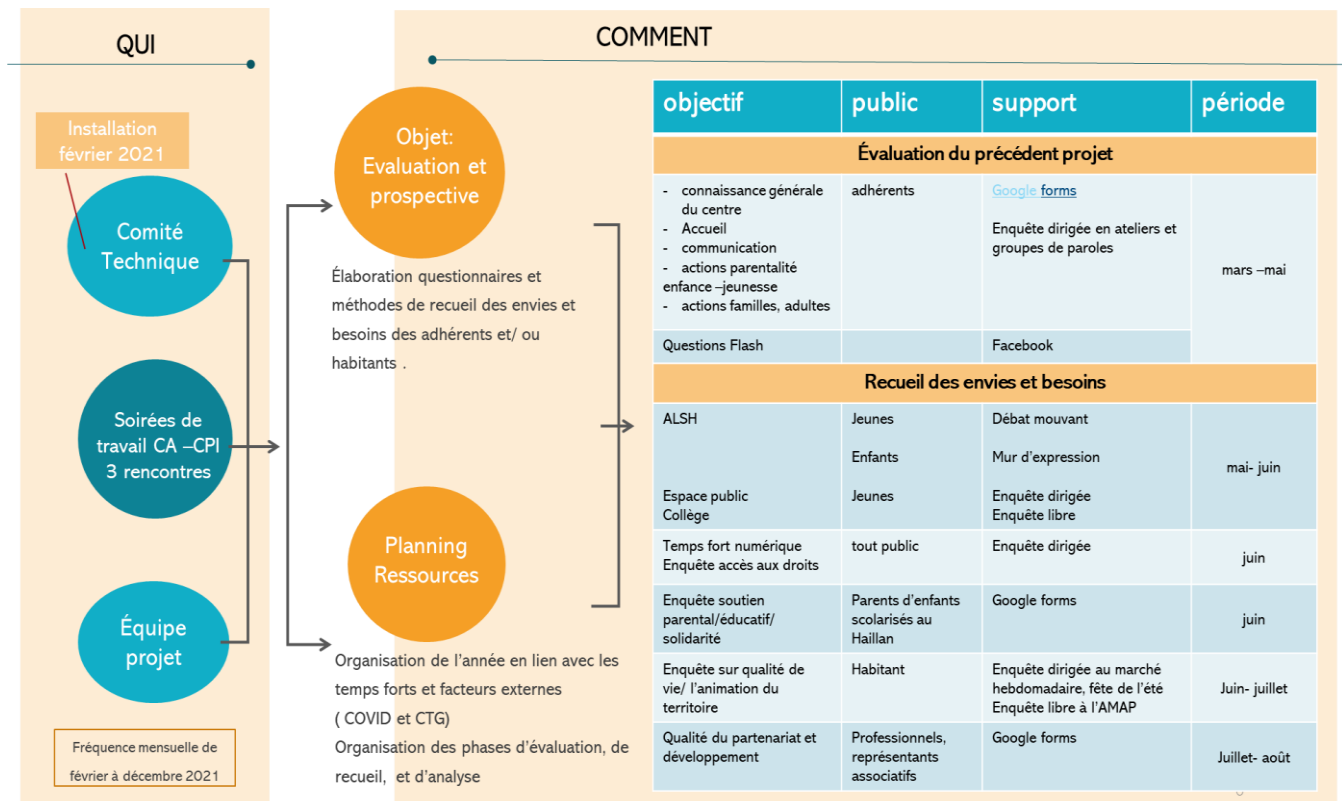 QUI
Installation
février 2021
Comité
Technique
Soirées de
travail CA –CPI
3 rencontres
Équipe
projet
Fréquence mensuelle de
février à décembre 2021
COMMENT
Objet:
Evaluation et
prospective
Élaboration questionnaires et
méthodes de recueil des envies et
besoins des adhérents et/ ou
habitants .
Planning
Ressources
Organisation de l'année en lien avec les
temps forts et facteurs externes
( COVID et CTG)
Organisation des phases d'évaluation, de
recueil, et d'analyse
objectif public support période
Évaluation du précédent projet
- connaissance générale
du centre
- Accueil
- communication
- actions parentalité
enfance –jeunesse
- actions familles, adultes
adhérents
Google forms
Enquête dirigée en ateliers et
groupes de paroles
mars –mai
Questions Flash Facebook
Recueil des envies et besoins
ALSH Jeunes Débat mouvant
Enfants Mur d'expression
Espace public Jeunes Enquête dirigée
Collège Enquête libre
mai- juin
Temps fort numérique
Enquête accès aux droits
tout public
Enquête dirigée
juin
Enquête soutien
parental/éducatif/
solidarité
Parents d'enfants
scolarisés au
Haillan
Google forms
juin
Enquête sur qualité de
vie/ l'animation du
territoire
Habitant
Enquête dirigée au marché
hebdomadaire, fête de l'été
Enquête libre à l'AMAP
Juin- juillet
Qualité du partenariat et
développement
Professionnels,
représentants
associatifs
Google forms
Juillet- août